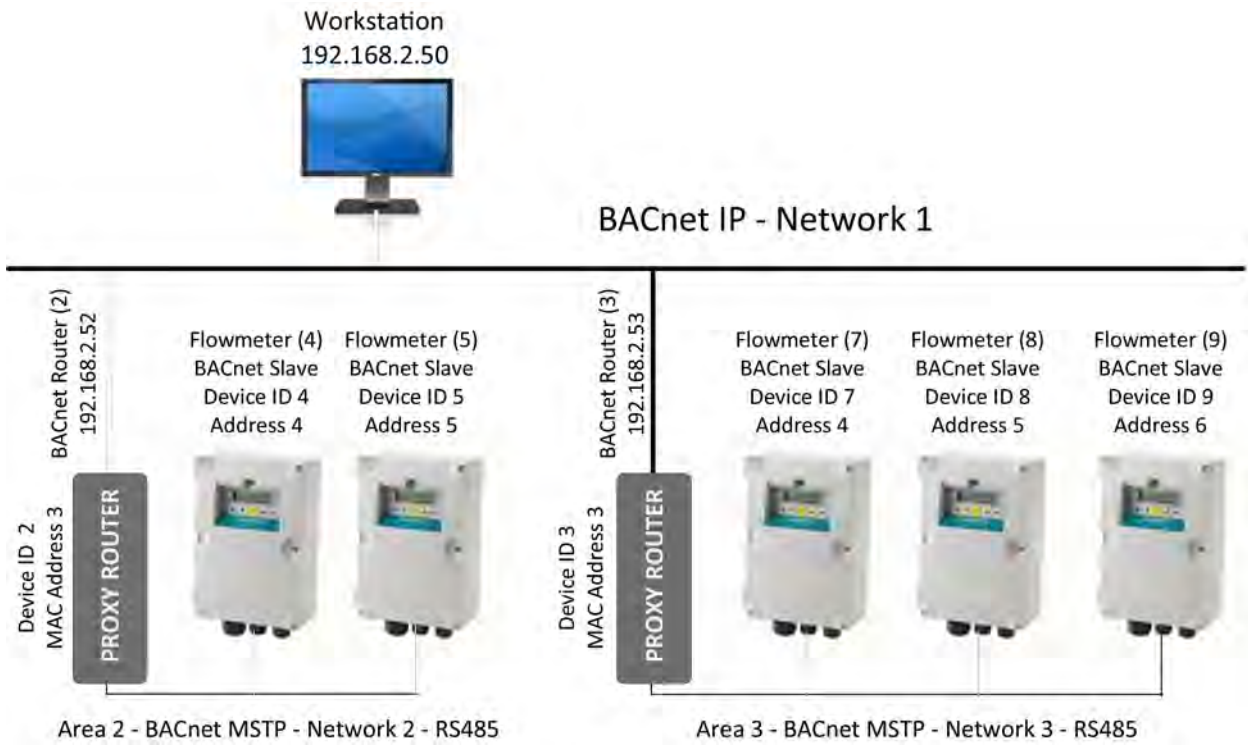 Workstation
192.168.2.50
BACnet IP - Network 1
BACnet Router (2)
192.168.2.52
Flowmeter (4)
BACnet Slave
Device ID 4
Address 4
Flowmeter (5)
BACnet Slave
Device ID 5
Address 5
BACnet Router (3)
192.168.2.53
Flowmeter (7)
BACnet Slave
Device ID 7
Address 4
Flowmeter (8)
BACnet Slave
Device ID 8
Address 5
Flowmeter (9)
BACnet Slave
Device ID 9
Address 6
Device ID 2
MAC Address 3
PROXY ROUTER
Device ID 3
MAC Address 3
PROXY ROUTER
Area 2 - BACnet MSTP - Network 2 - RS485
Area 3 - BACnet MSTP - Network 3 - RS485